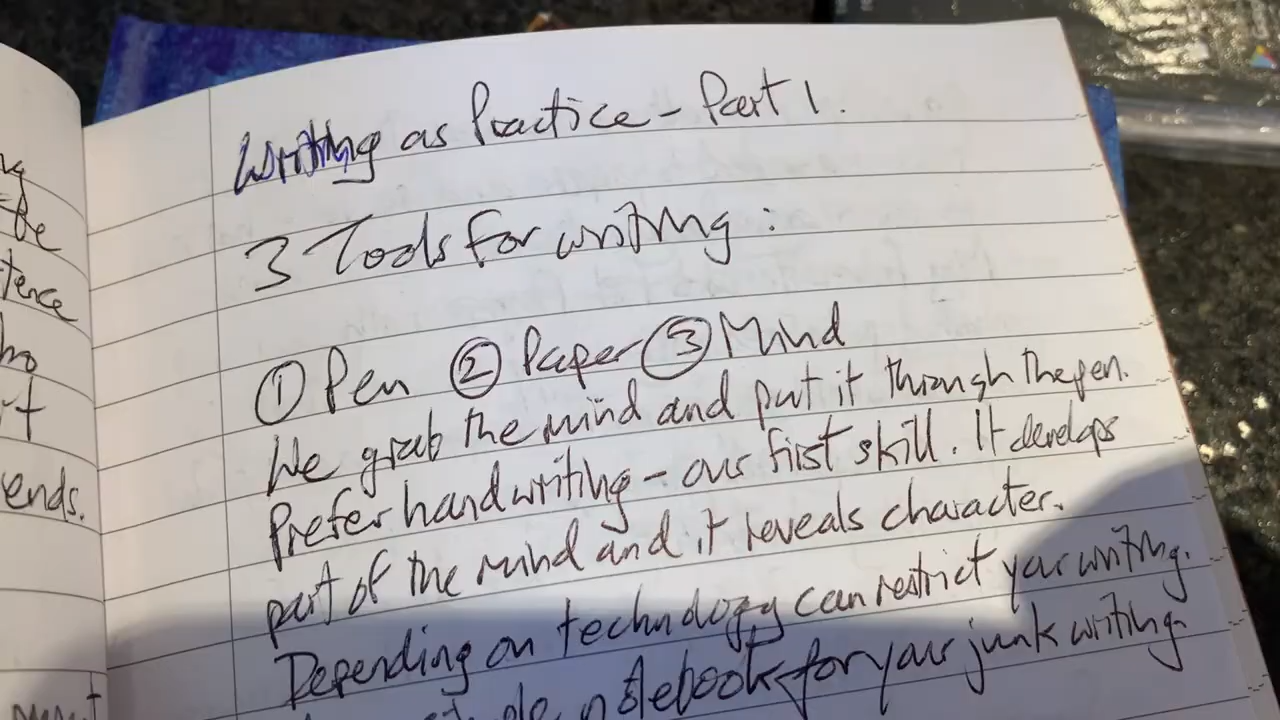 ends.
Writing as Practice - Part 1.
3 Tools for writing:
① Pen ② Paper ③ Mind
We grab the mind and put it through the pen.
Prefer handwriting - our first skill. It develops
part of the mind and it reveals character.
Depending on technology can restrict your writing.
notebook for your junk writing.